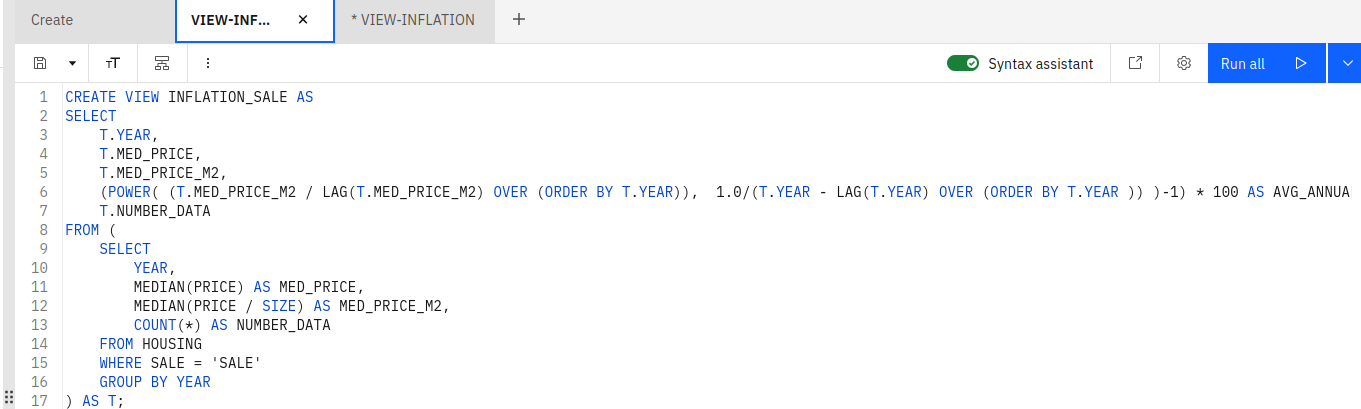 Create
VIEW-INF... ×
* VIEW-INFLATION +
Syntax assistant
Run all
1 CREATE VIEW INFLATION_SALE AS
2 SELECT
3 T.YEAR,
4 T.MED_PRICE,
5 T.MED_PRICE_M2,
6 (POWER( (T.MED_PRICE_M2 / LAG(T.MED_PRICE_M2) OVER (ORDER BY T.YEAR)),  1.0/(T.YEAR - LAG(T.YEAR) OVER (ORDER BY T.YEAR )) )-1) * 100 AS AVG_ANNUA
7 T.NUMBER_DATA
8 FROM (
9 SELECT
10 YEAR,
11 MEDIAN(PRICE) AS MED_PRICE,
12 MEDIAN(PRICE / SIZE) AS MED_PRICE_M2,
13 COUNT(*) AS NUMBER_DATA
14 FROM HOUSING
15 WHERE SALE = 'SALE'
16 GROUP BY YEAR
17 ) AS T;